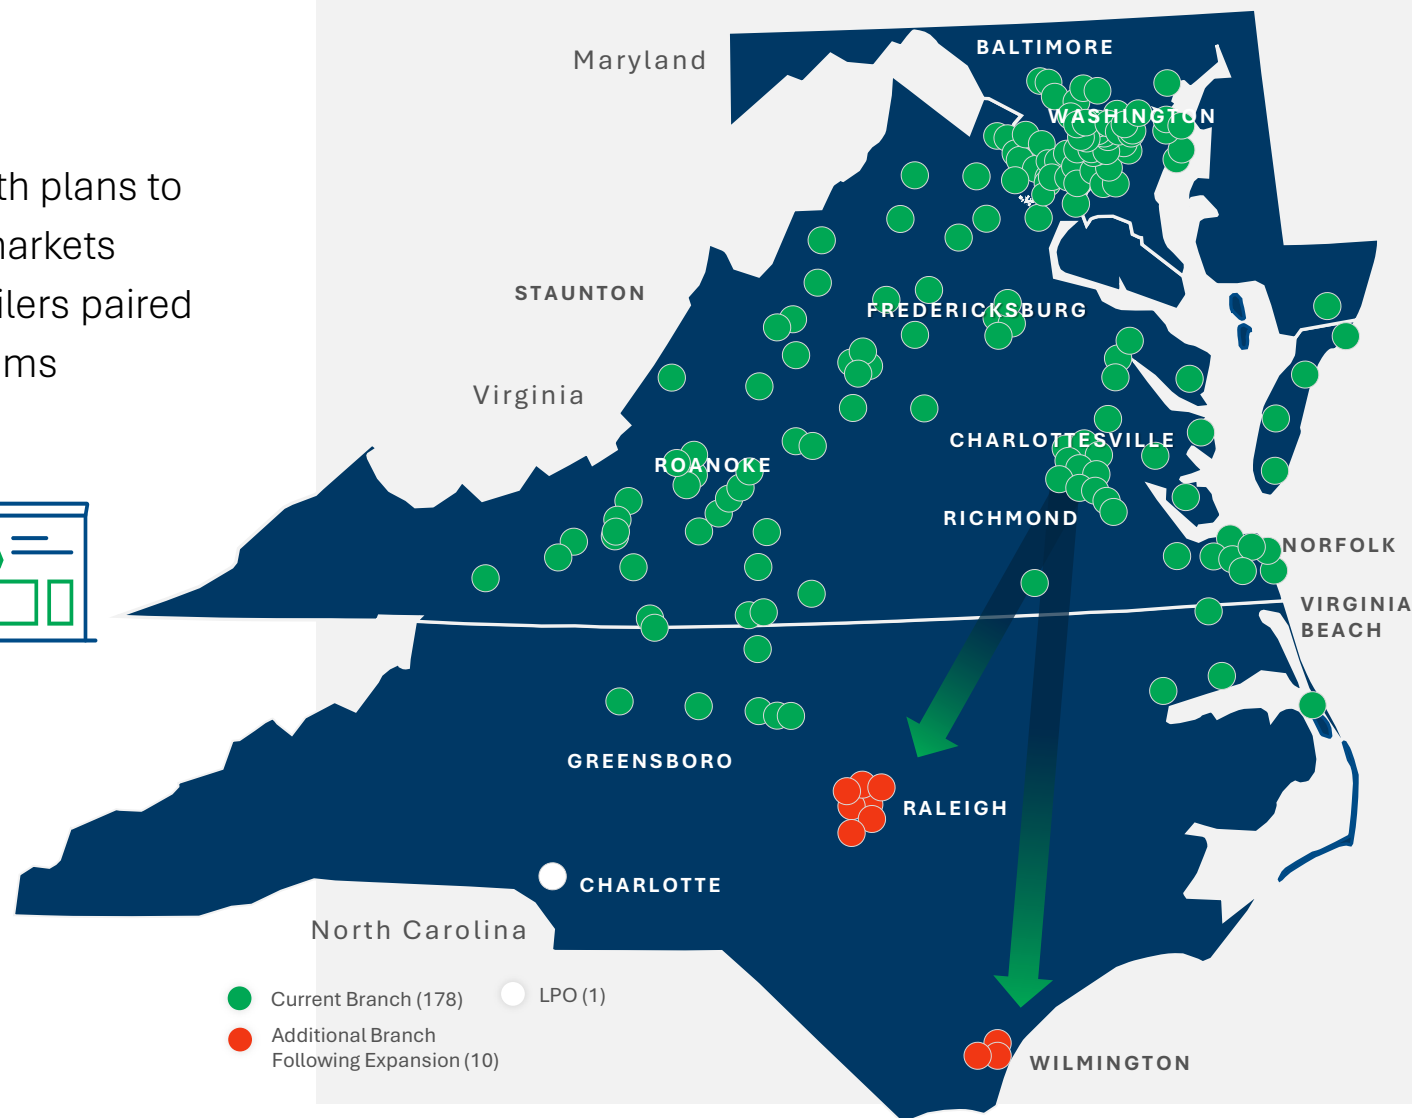 th plans to
narkets
ilers paired
ms
Maryland
BALTIMORE
WASHINGTON
STAUNTON
FREDERICKSBURG
Virginia
CHARLOTTESVILLE
ROANOKE
RICHMOND
NORFOLK
VIRGINIA
BEACH
GREENSBORO
RALEIGH
CHARLOTTE
North Carolina
Current Branch (178)
LPO (1)
Additional Branch
Following Expansion (10)
WILMINGTON